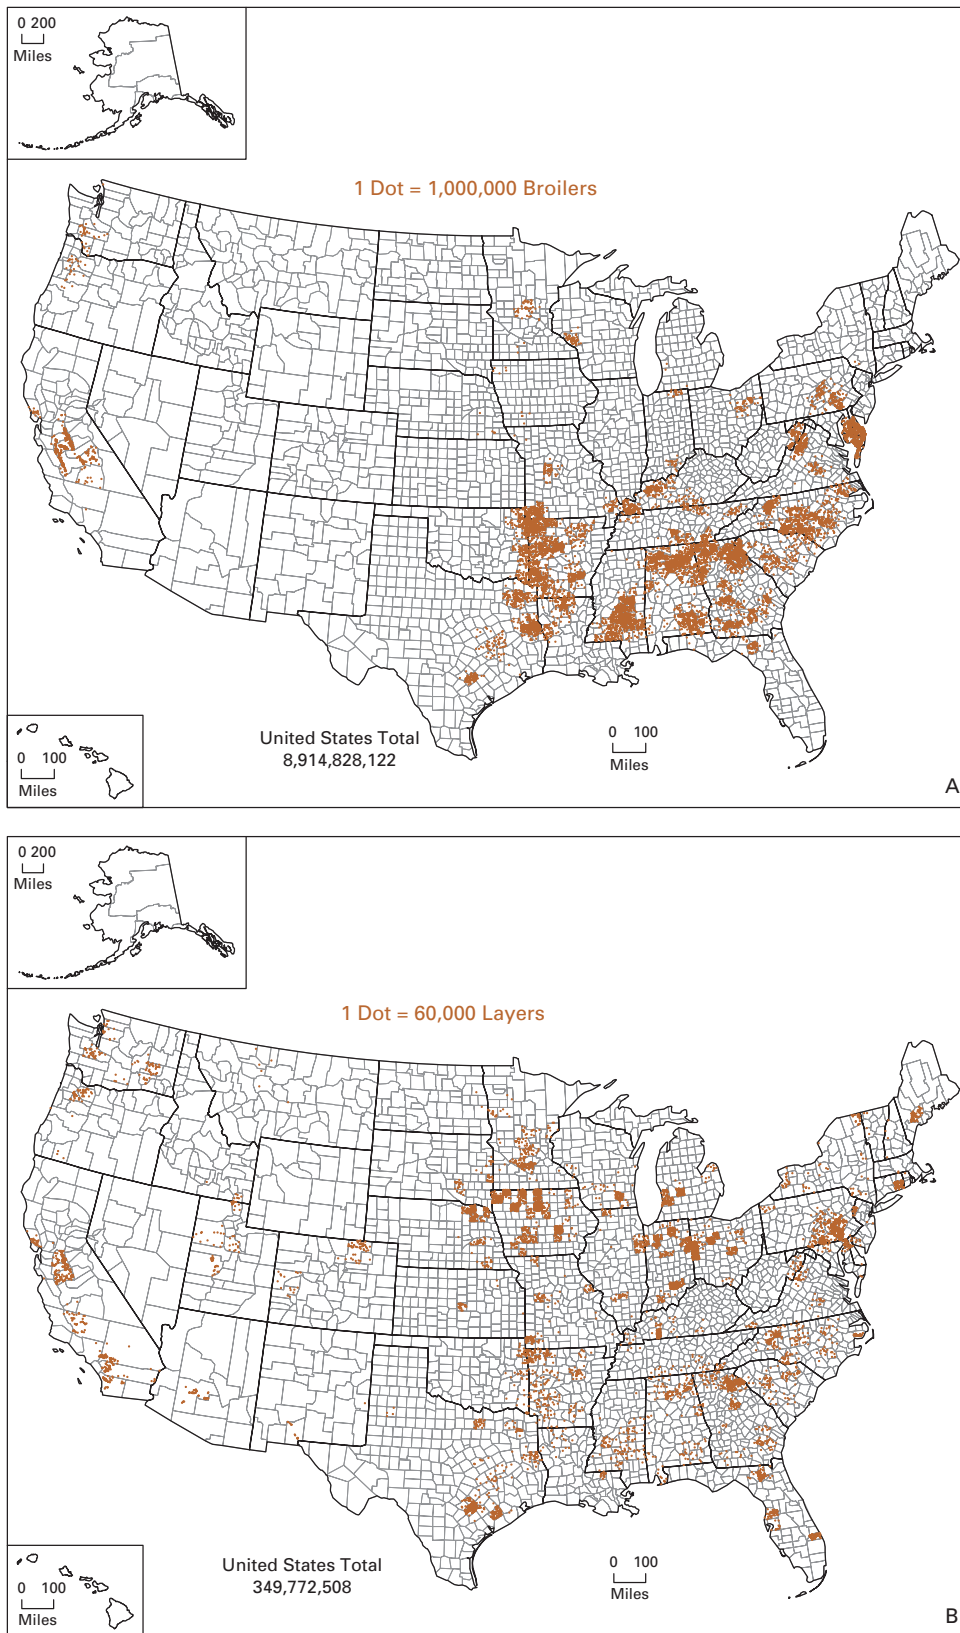 0 200
Miles
1 Dot = 1,000,000 Broilers
United States Total
8,914,828,122
0 100
Miles
0 100
Miles
A
0 200
Miles
1 Dot = 60,000 Layers
United States Total
349,772,508
0 100
Miles
0 100
Miles
B